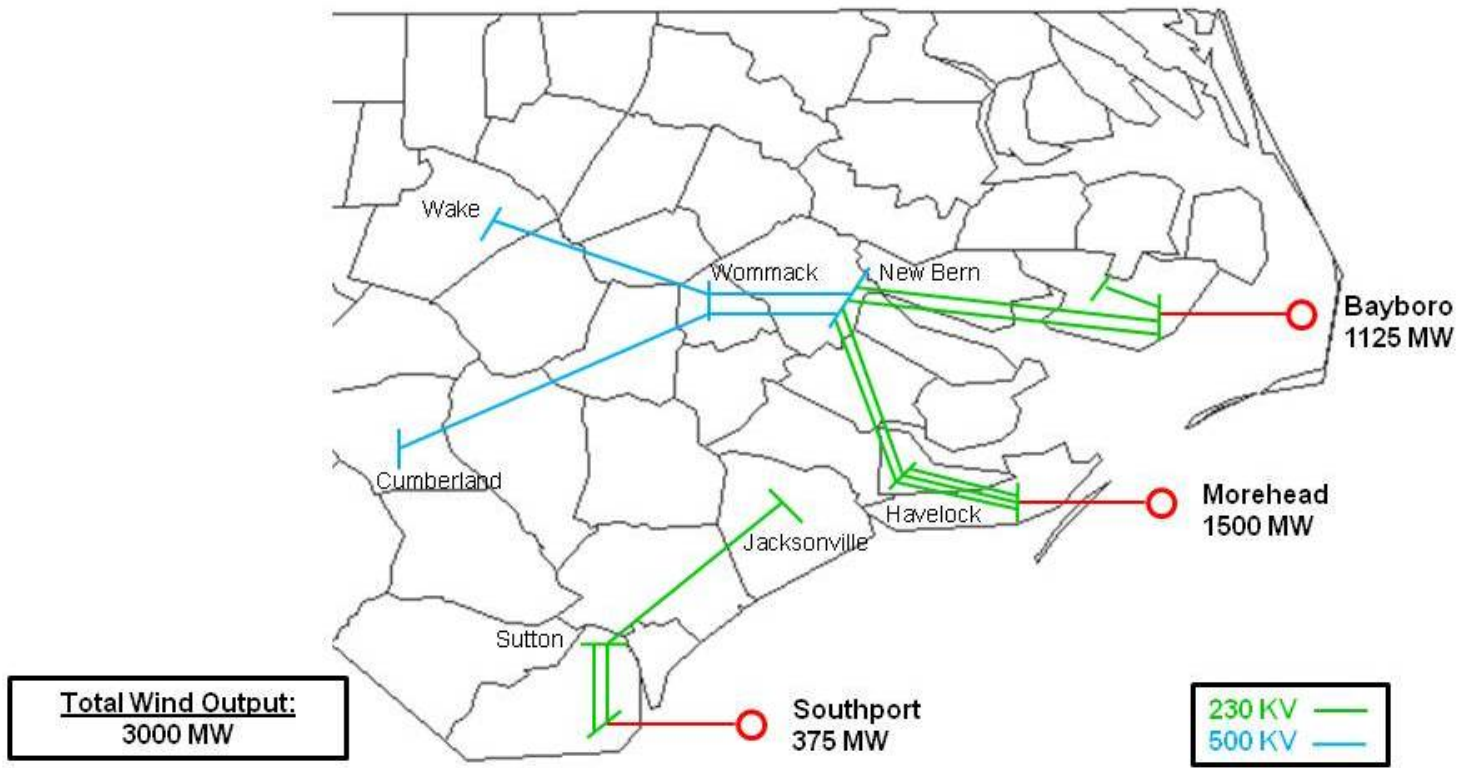 Wake
Wommack
New Bern
Bayboro
1125 MW
Cumberland
Morehead
1500 MW
Havelock
Jacksonville
Sutton
Southport
375 MW
Total Wind Output:
3000 MW
230 KV
500 KV